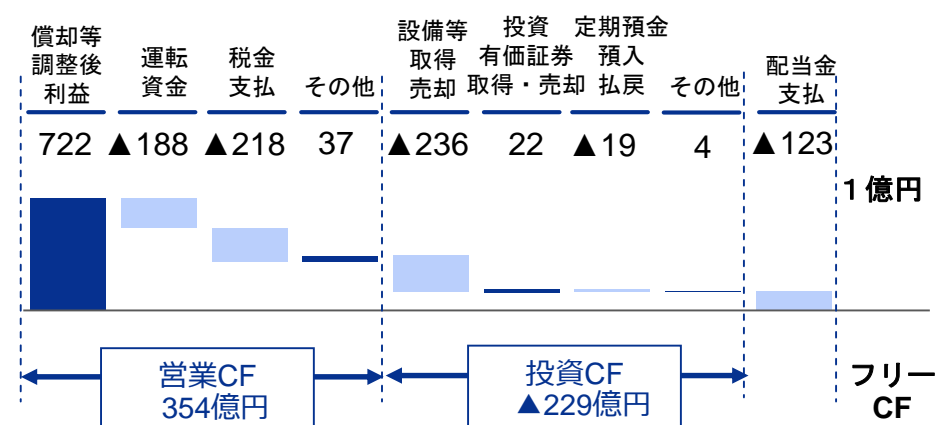 償却等
調整後
利益
運転
資金
税金
支払
その他
設備等
取得
売却
投資
有価証券
取得・売却
定期預金
預入
払戻
その他
配当金
支払
722 ▲188 ▲218 37 ▲236 22 ▲19 4 ▲123
1億円
営業CF
354億円
投資CF
▲229億円
フリー
CF